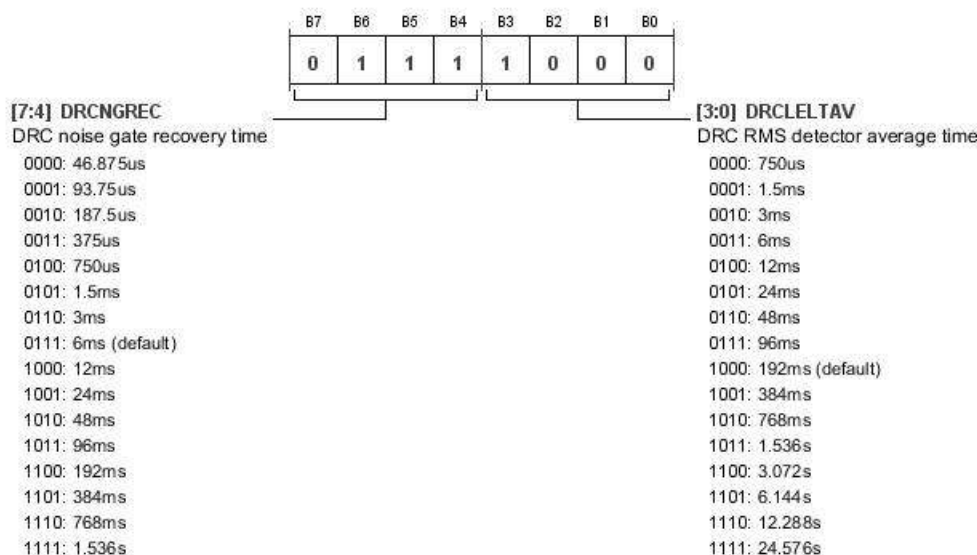 B7 B6 B5 B4 B3 B2 B1 B0
0 1 1 1 1 0 0 0
[7:4] DRCNGREC
DRC noise gate recovery time
0000: 46.875us
0001: 93.75us
0010: 187.5us
0011: 375us
0100: 750us
0101: 1.5ms
0110: 3ms
0111: 6ms (default)
1000: 12ms
1001: 24ms
1010: 48ms
1011: 96ms
1100: 192ms
1101: 384ms
1110: 768ms
1111: 1.536s
[3:0] DRCLELTAV
DRC RMS detector average time
0000: 750us
0001: 1.5ms
0010: 3ms
0011: 6ms
0100: 12ms
0101: 24ms
0110: 48ms
0111: 96ms
1000: 192ms (default)
1001: 384ms
1010: 768ms
1011: 1.536s
1100: 3.072s
1101: 6.144s
1110: 12.288s
1111: 24.576s